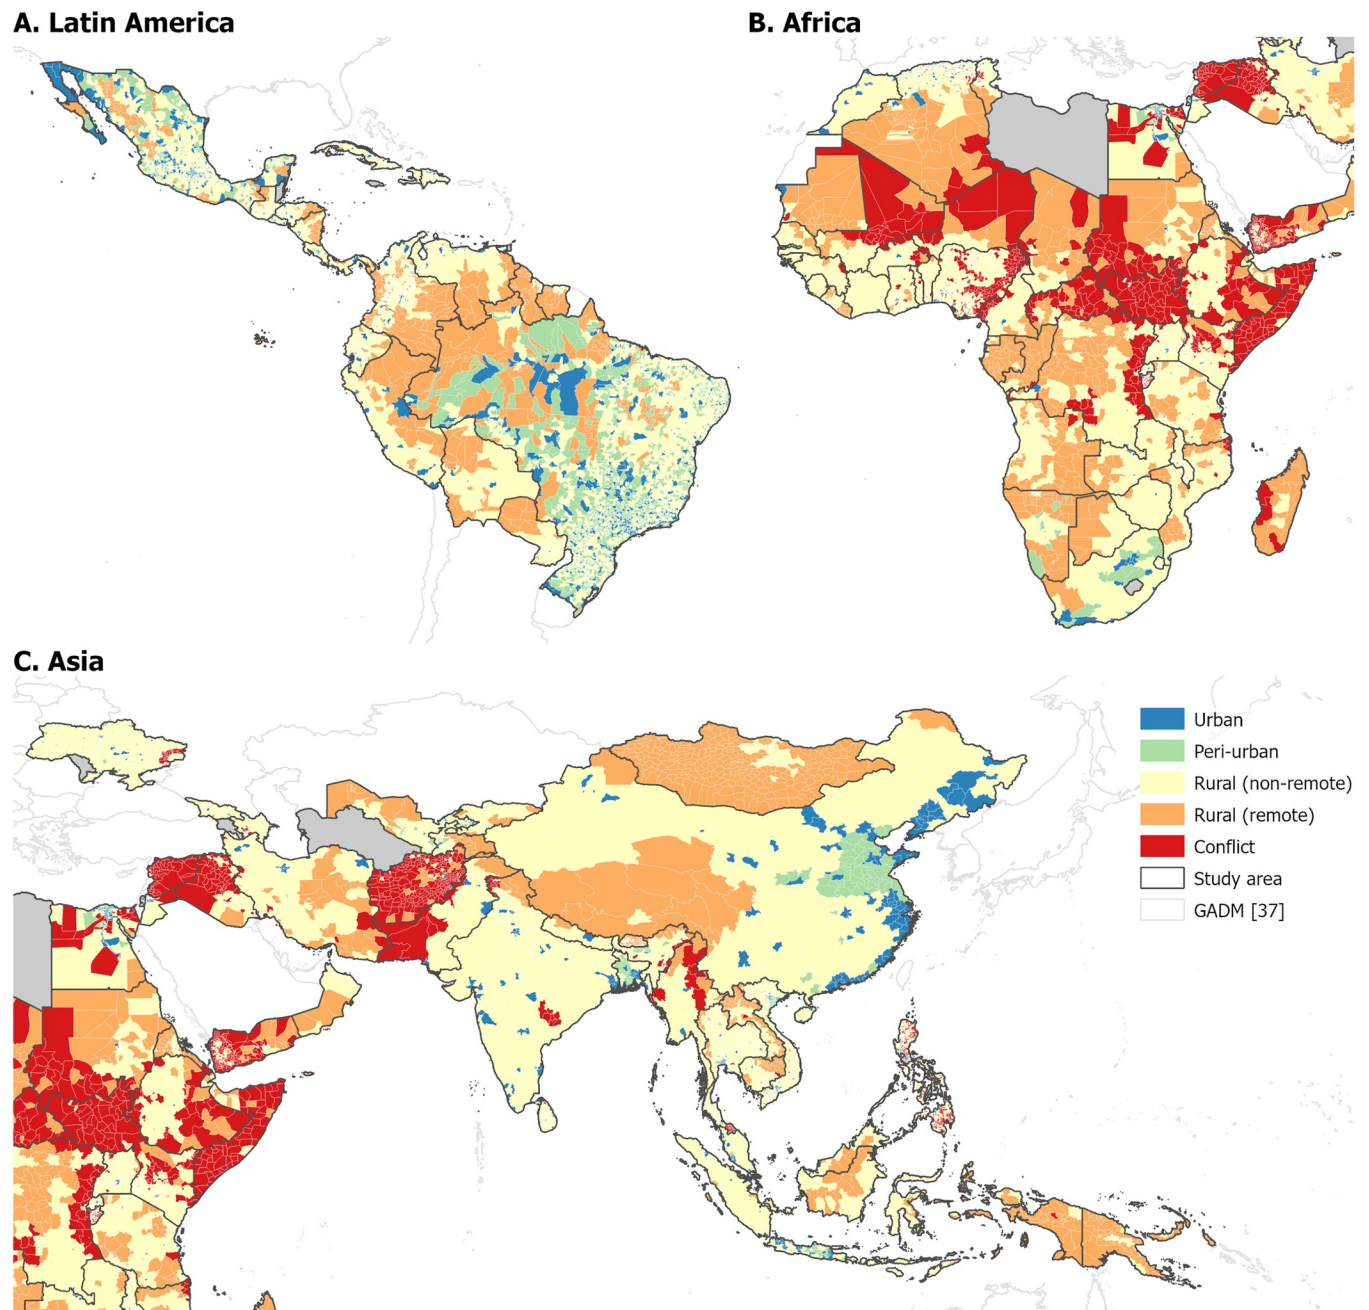 A. Latin America
B. Africa
C. Asia
Urban
Peri-urban
Rural (non-remote)
Rural (remote)
Conflict
Study area
GADM [37]